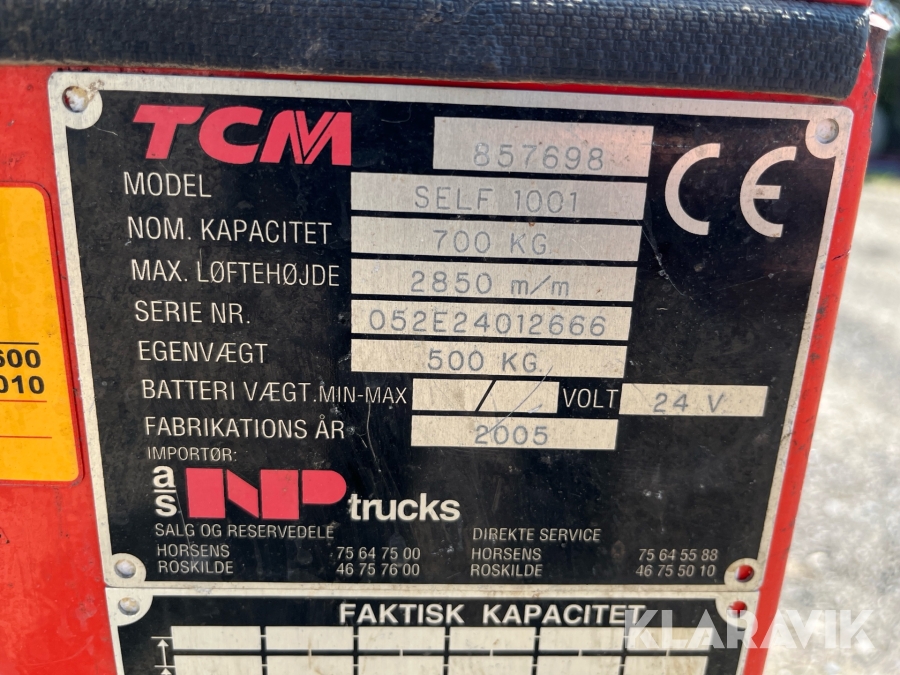 TCM 857698
CE
MODEL SELF 1001
NOM. KAPACITET 700 KG
MAX. LØFTEHØJDE 2850 m/m
SERIE NR. 052E24012666
EGENVÆGT 500 KG
BATTERI VÆGT. MIN-MAX / VOLT 24 V
FABRIKATIONS ÅR 2005
IMPORTØR:
a/s NP trucks
SALG OG RESERVEDELE DIREKTE SERVICE
HORSENS 75 64 75 00 HORSENS 75 64 55 88
ROSKILDE 46 75 76 00 ROSKILDE 46 75 50 10
FAKTISK KAPACITET
KLARAVIK
600
010